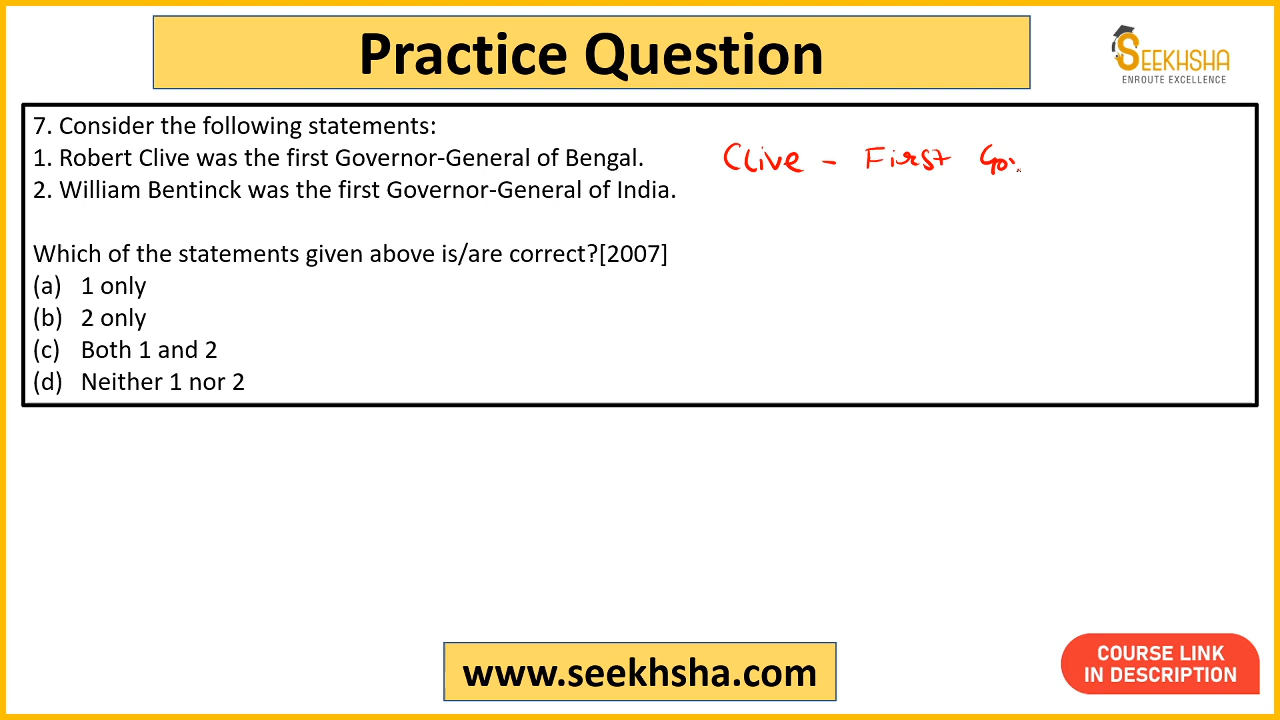 Practice Question
SEEKHSHA
ENROUTE EXCELLENCE
7. Consider the following statements:
1. Robert Clive was the first Governor-General of Bengal.
Clive - First Gov
2. William Bentinck was the first Governor-General of India.
Which of the statements given above is/are correct?[2007]
(a) 1 only
(b) 2 only
(c) Both 1 and 2
(d) Neither 1 nor 2
www.seekhsha.com
COURSE LINK
IN DESCRIPTION